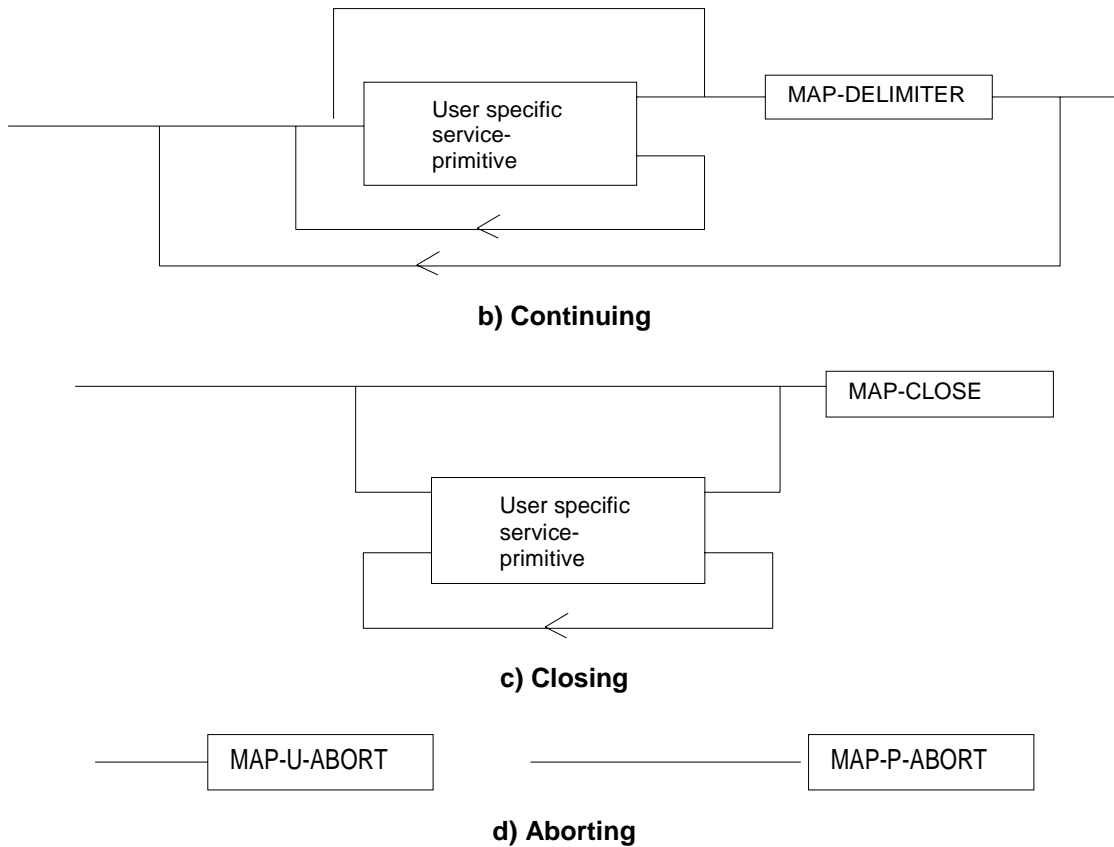 User specific
service-
primitive
MAP-DELIMITER
b) Continuing
MAP-CLOSE
User specific
service-
primitive
c) Closing
MAP-U-ABORT
MAP-P-ABORT
d) Aborting